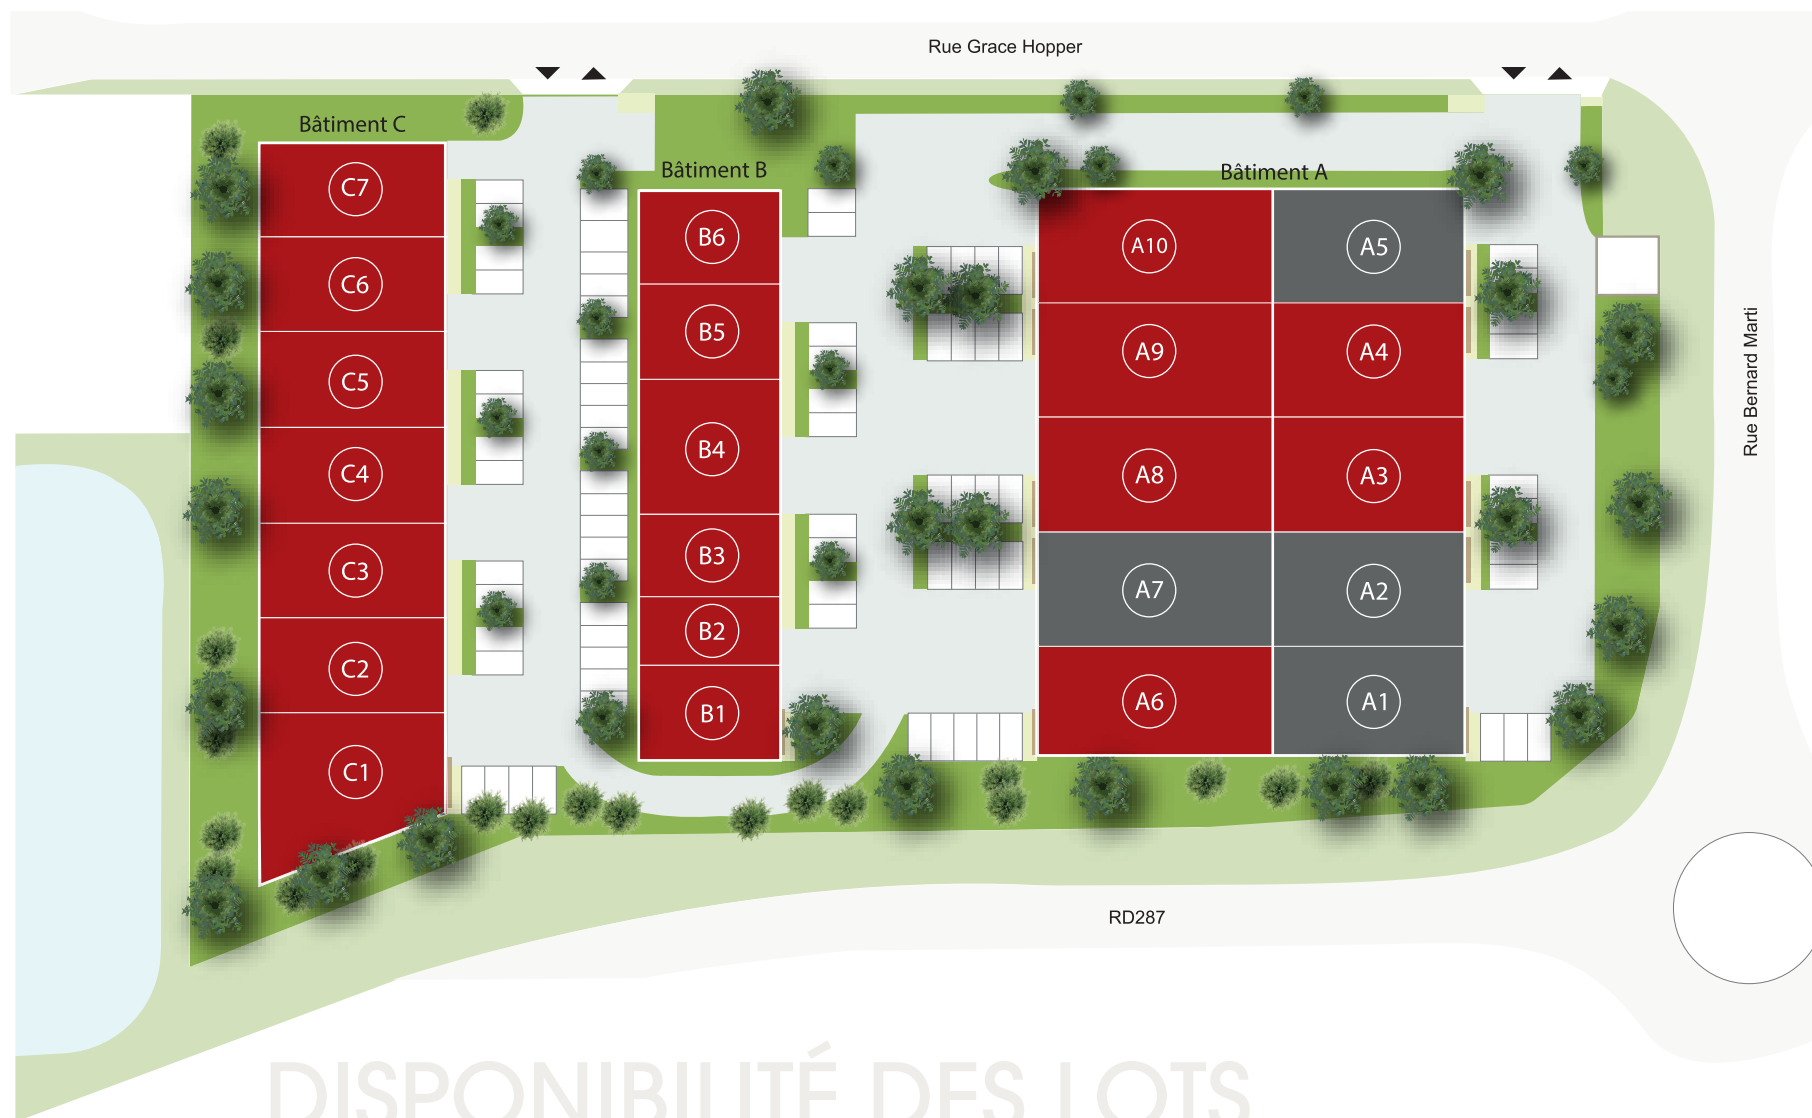 Rue Grace Hopper
Bâtiment C
Bâtiment B
Bâtiment A
C7
C6
C5
C4
C3
C2
C1
B6
B5
B4
B3
B2
B1
A10
A5
A9
A4
A8
A3
A7
A2
A6
A1
Rue Bernard Marti
RD287
DISPONIBILITÉ DES LOTS